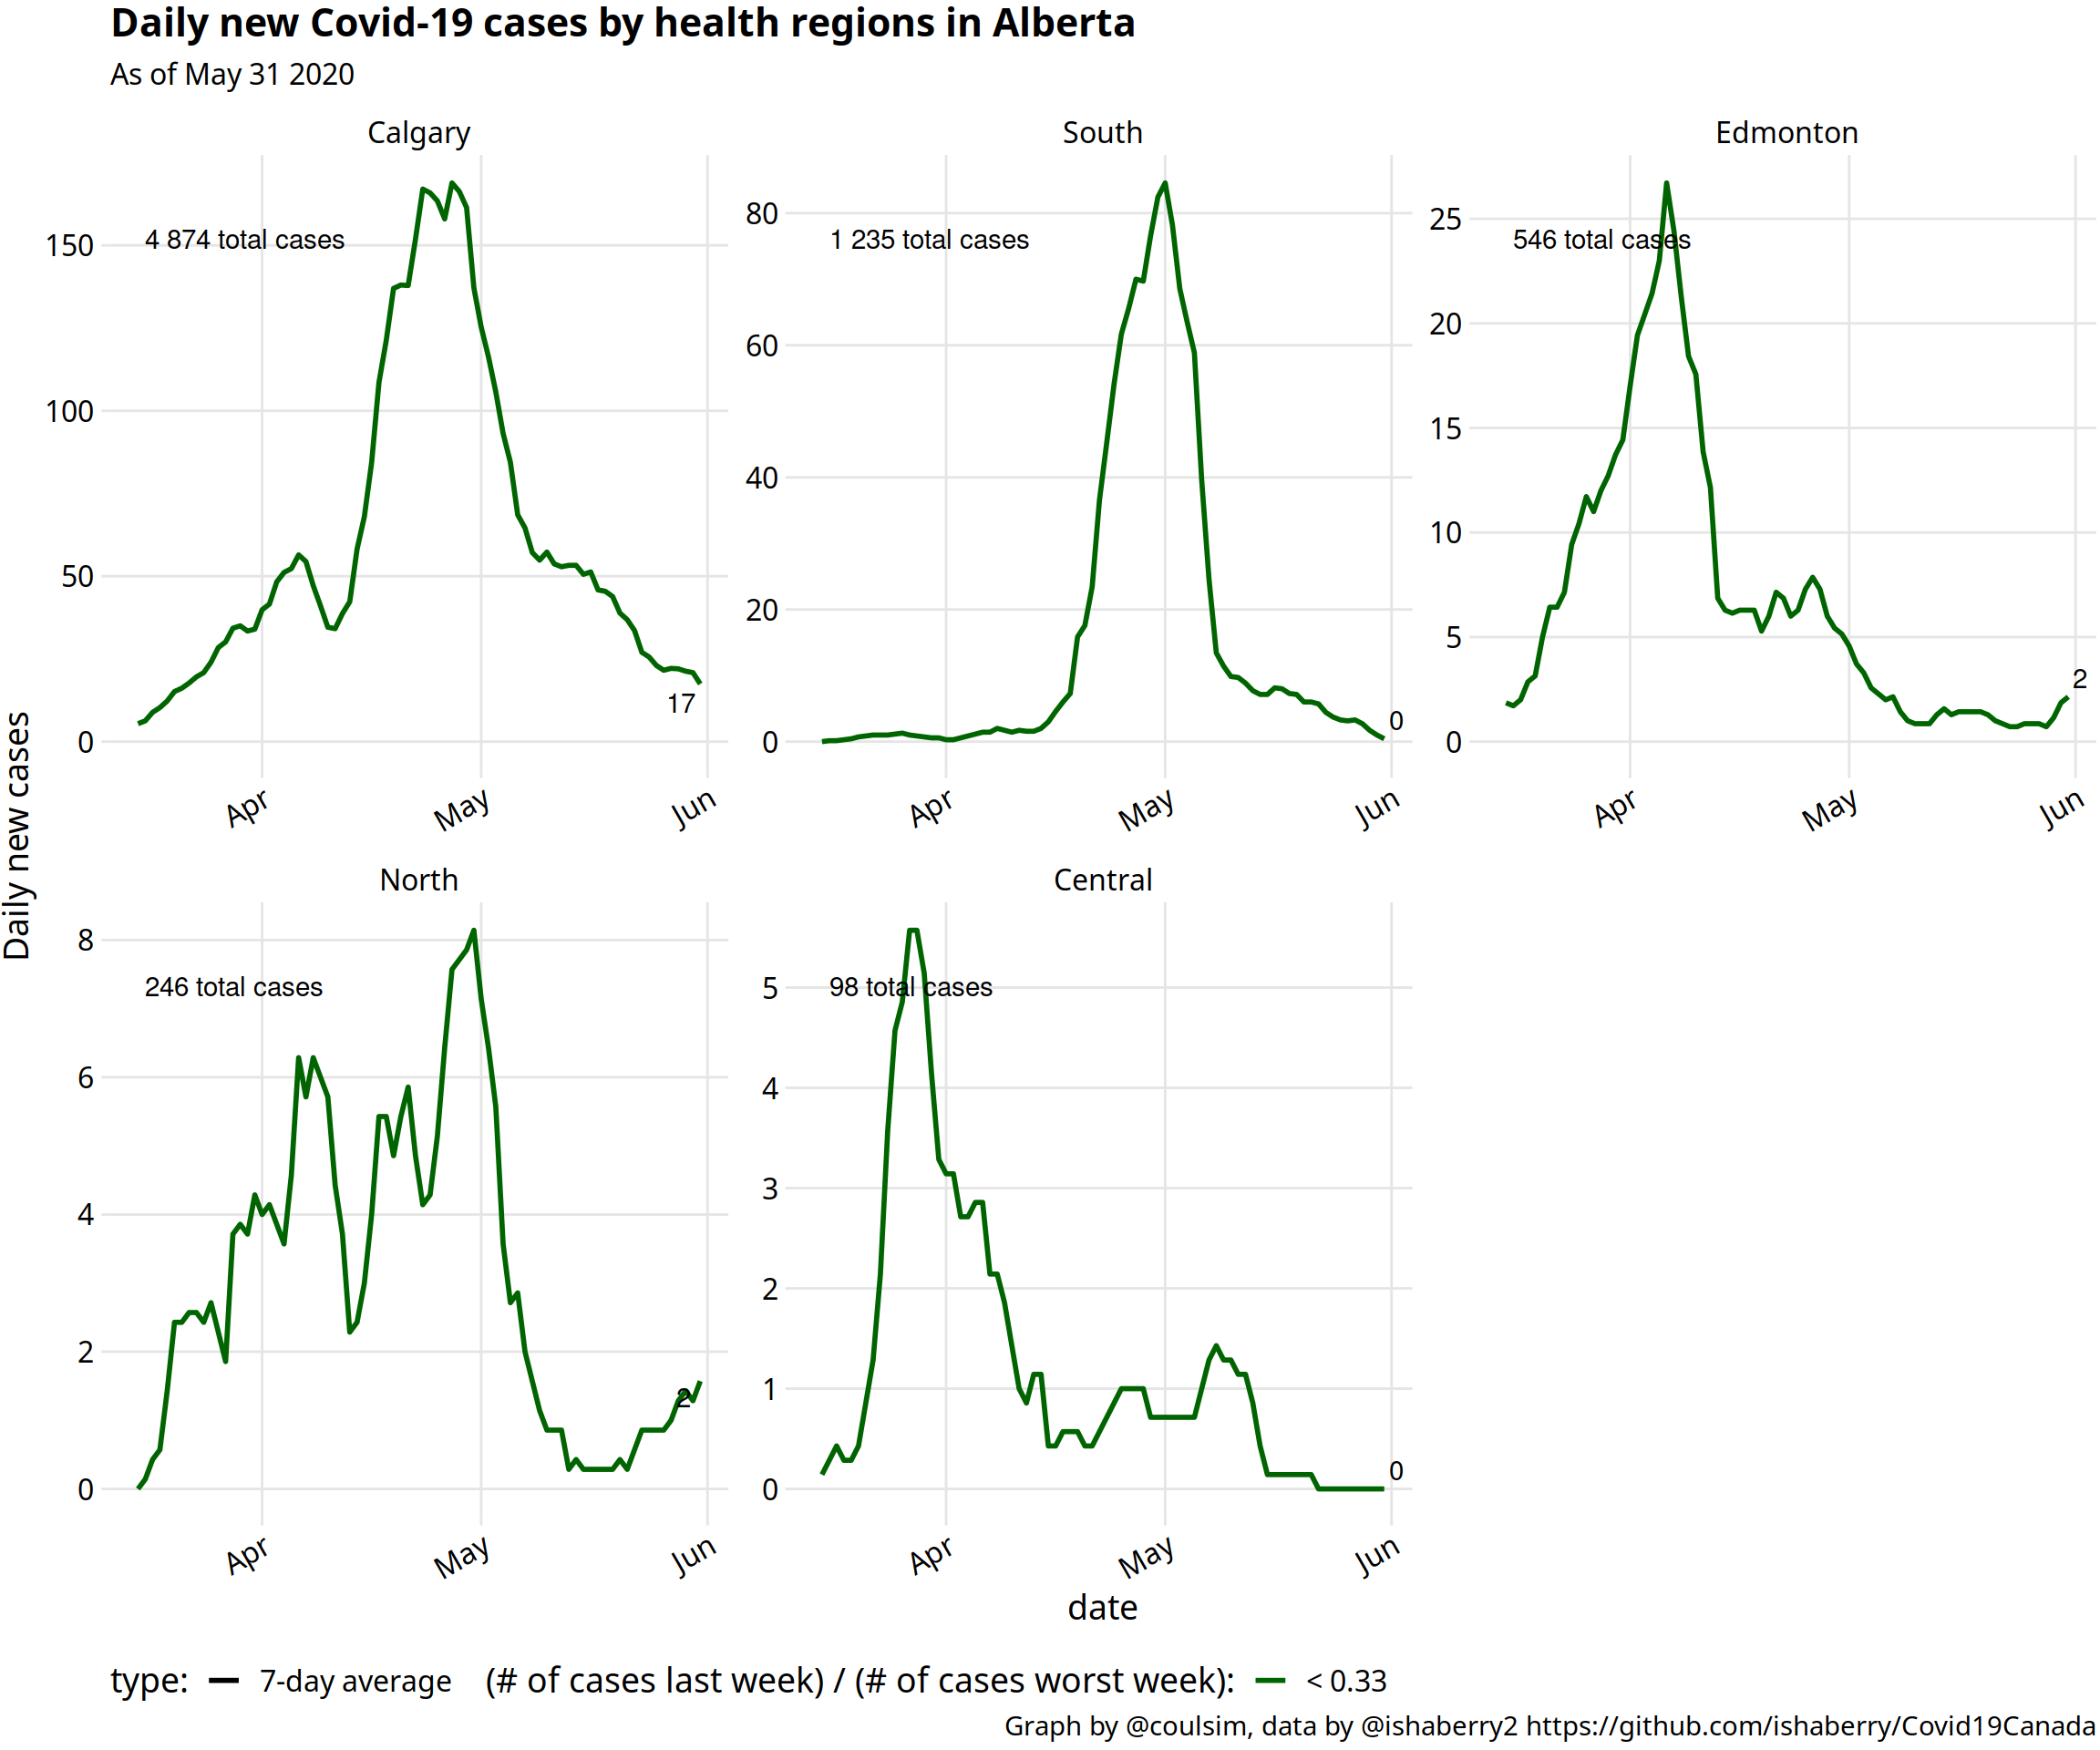 Daily new Covid-19 cases by health regions in Alberta
As of May 31 2020
Calgary
4 874 total cases
150
100
50
0
17
Apr
May
Jun
South
1 235 total cases
80
60
40
20
0
0
Apr
May
Jun
Edmonton
546 total cases
25
20
15
10
5
0
2
Apr
May
Jun
Daily new cases
North
246 total cases
8
6
4
2
0
2
Apr
May
Jun
Central
98 total cases
5
4
3
2
1
0
0
Apr
May
Jun
date
type: 7-day average (# of cases last week) / (# of cases worst week): < 0.33
Graph by @coulsim, data by @ishaberry2 https://github.com/ishaberry/Covid19Canada